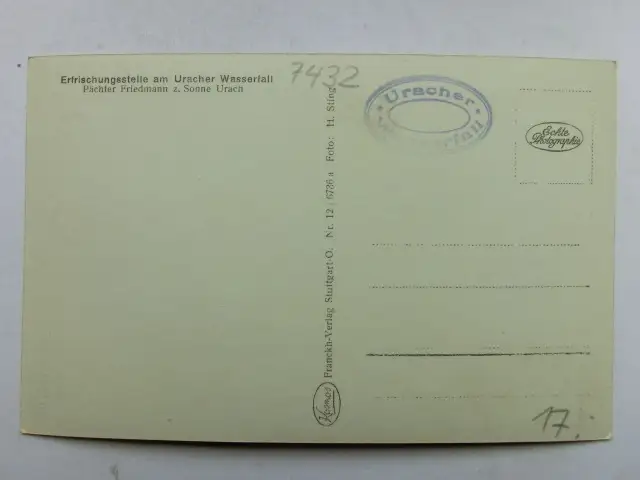 Erfrischungsstelle am Uracher Wasserfall
Pächter Friedmann z. Sonne Urach
7432
Uracher
Wasserfall
Echte
Photographie
Franckh-Verlag Stuttgart-O. Nr. 12 : 6736 a Foto: H. Sting
Kosmos
17.